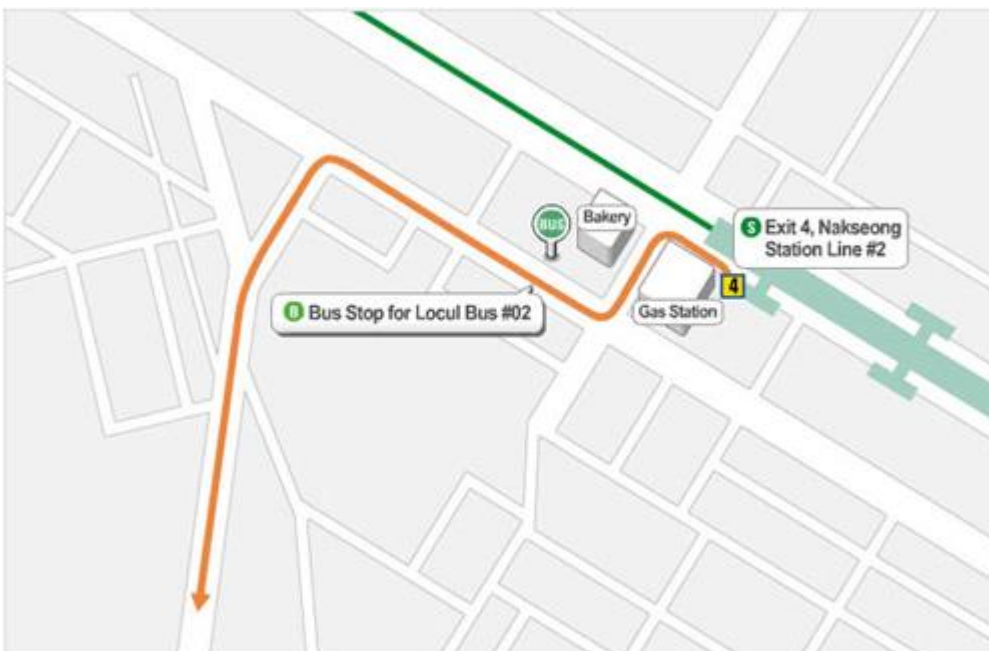 BUS
Bakery
S Exit 4, Nakseong
Station Line #2
4
Gas Station
B Bus Stop for Locul Bus #02